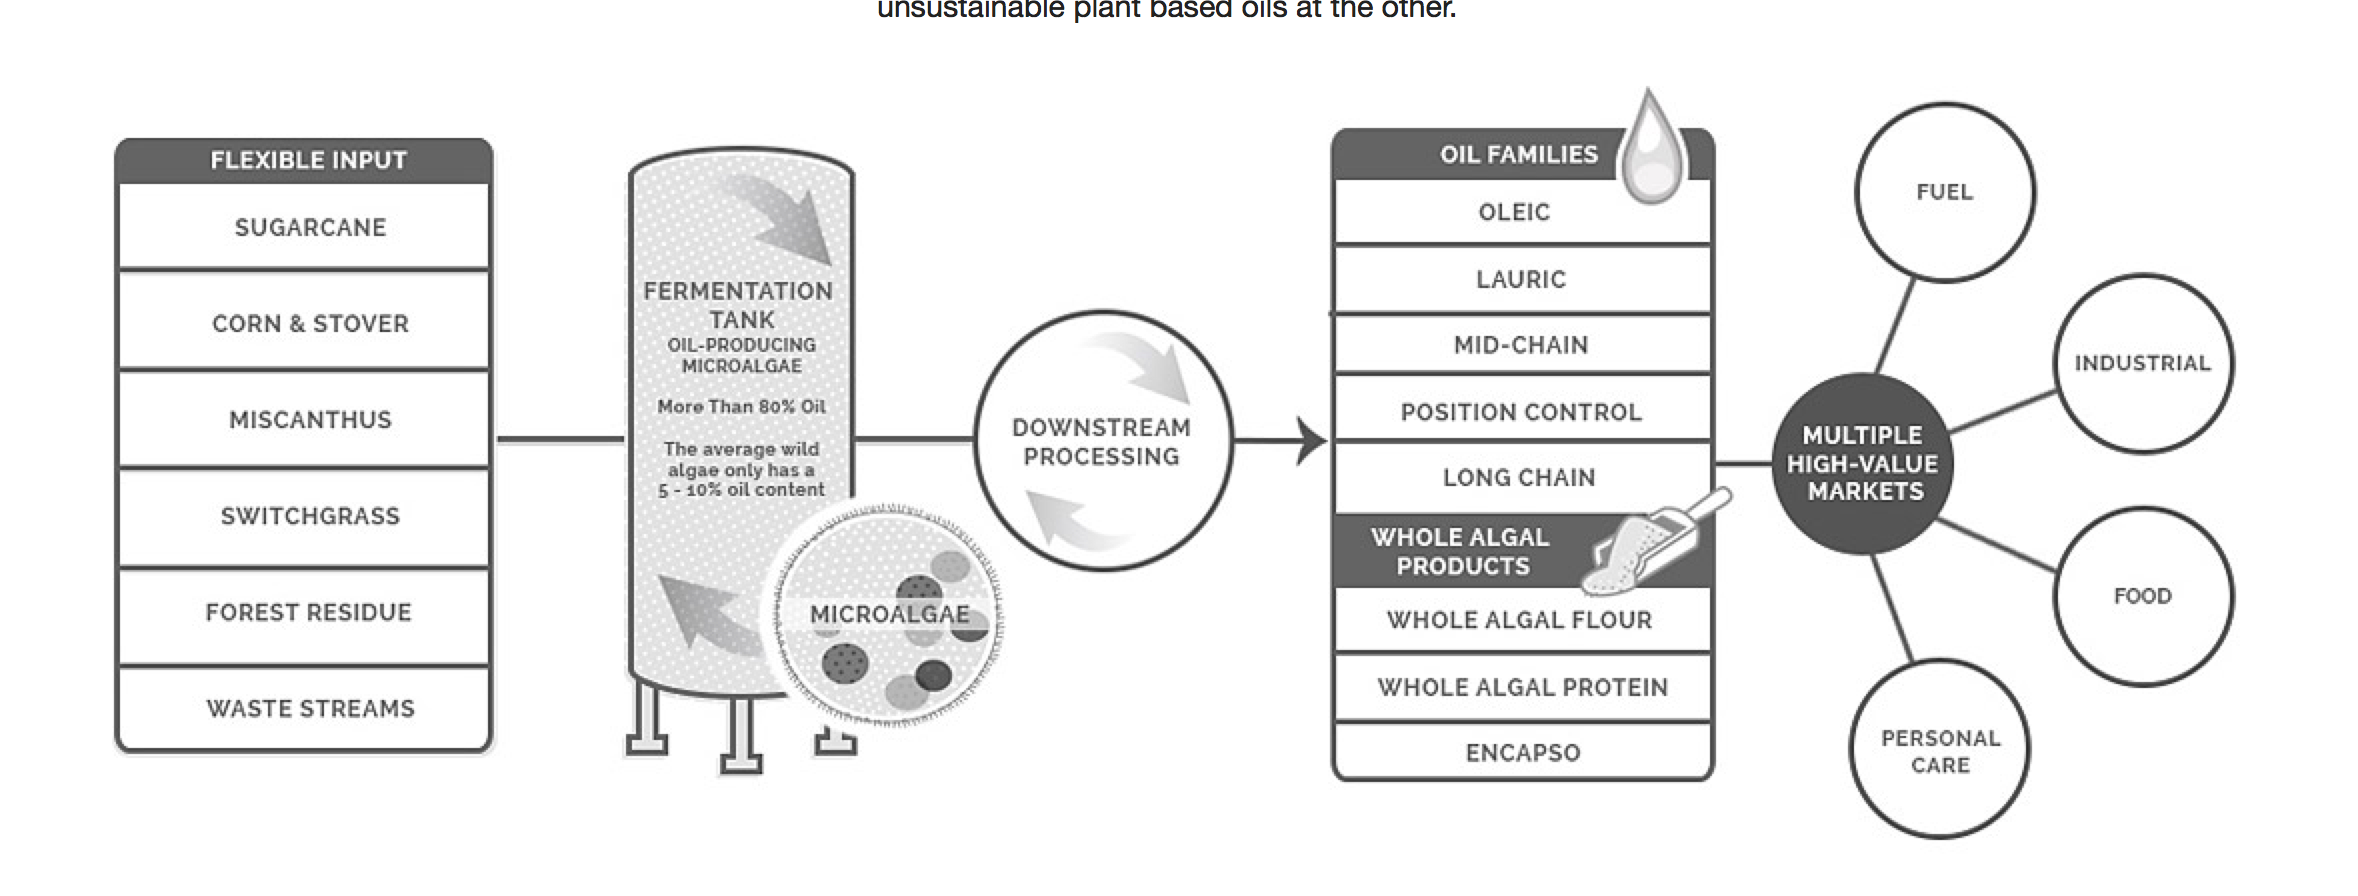 unsustainable plant based oils at the other.
FLEXIBLE INPUT
SUGARCANE
CORN & STOVER
MISCANTHUS
SWITCHGRASS
FOREST RESIDUE
WASTE STREAMS
FERMENTATION
TANK
OIL-PRODUCING
MICROALGAE
More Than 80% Oil
The average wild
algae only has a
5 - 10% oil content
MICROALGAE
DOWNSTREAM
PROCESSING
OIL FAMILIES
OLEIC
LAURIC
MID-CHAIN
POSITION CONTROL
LONG CHAIN
WHOLE ALGAL
PRODUCTS
WHOLE ALGAL FLOUR
WHOLE ALGAL PROTEIN
ENCAPSO
MULTIPLE
HIGH-VALUE
MARKETS
FUEL
INDUSTRIAL
FOOD
PERSONAL
CARE